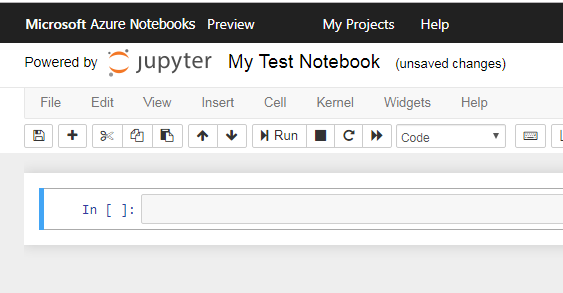 Microsoft Azure Notebooks Preview My Projects Help
Powered by jupyter My Test Notebook (unsaved changes)
File Edit View Insert Cell Kernel Widgets Help
Run Code
In [ ]: